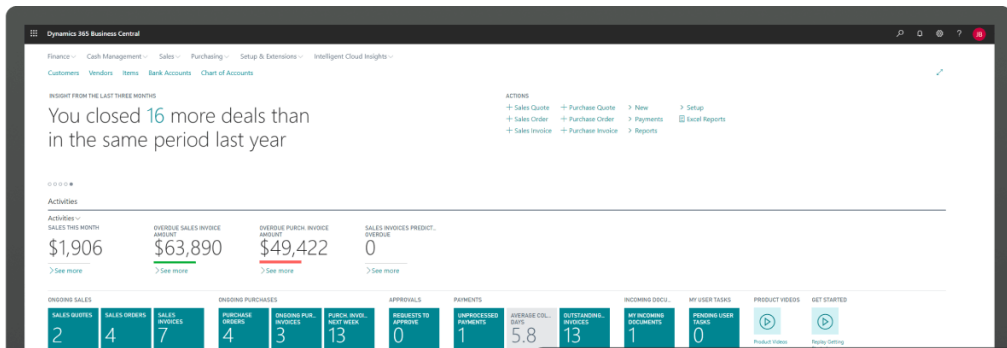 Dynamics 365 Business Central
JB
Finance Cash Management Sales Purchasing Setup & Extensions Intelligent Cloud Insights
Customers Vendors Items Bank Accounts Chart of Accounts
INSIGHT FROM THE LAST THREE MONTHS
You closed 16 more deals than
in the same period last year
ACTIONS
+ Sales Quote + Purchase Quote > New > Setup
+ Sales Order + Purchase Order > Payments Excel Reports
+ Sales Invoice + Purchase Invoice > Reports
Activities
Activities
SALES THIS MONTH
$1,906
> See more
OVERDUE SALES INVOICE
AMOUNT
$63,890
> See more
OVERDUE PURCH. INVOICE
AMOUNT
$49,422
> See more
SALES INVOICES PREDICT...
OVERDUE
0
> See more
ONGOING SALES
SALES QUOTES
2
SALES ORDERS
4
SALES
INVOICES
7
ONGOING PURCHASES
PURCHASE
ORDERS
4
ONGOING PUR...
INVOICES
3
PURCH. INVOI...
NEXT WEEK
13
APPROVALS
REQUESTS TO
APPROVE
0
PAYMENTS
UNPROCESSED
PAYMENTS
1
AVERAGE COL...
DAYS
5.8
OUTSTANDING...
INVOICES
13
INCOMING DOCU...
MY INCOMING
DOCUMENTS
1
MY USER TASKS
PENDING USER
TASKS
0
PRODUCT VIDEOS
Product Videos
GET STARTED
Replay Getting